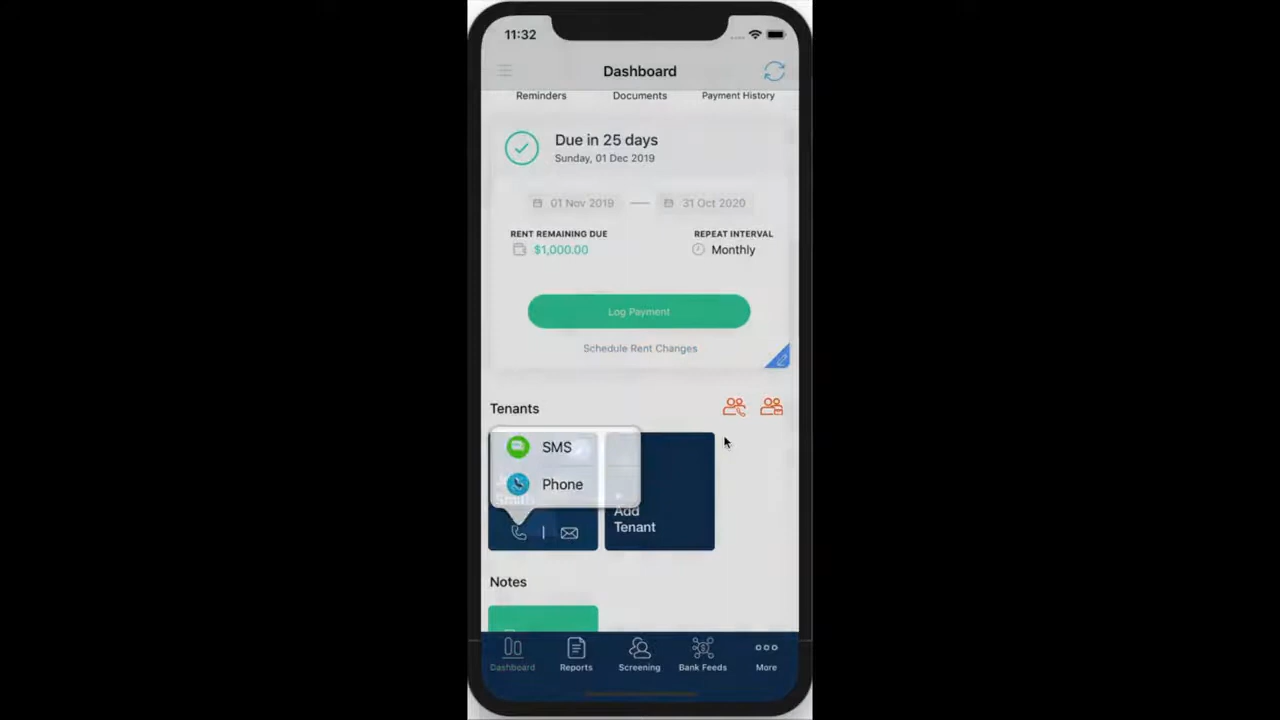 11:32
Dashboard
Reminders
Documents
Payment History
Due in 25 days
Sunday, 01 Dec 2019
01 Nov 2019 — 31 Oct 2020
RENT REMAINING DUE
REPEAT INTERVAL
$1,000.00
Monthly
Log Payment
Schedule Rent Changes
Tenants
SMS
Phone
Smith
Add
Tenant
Notes
Dashboard
Reports
Screening
Bank Feeds
More